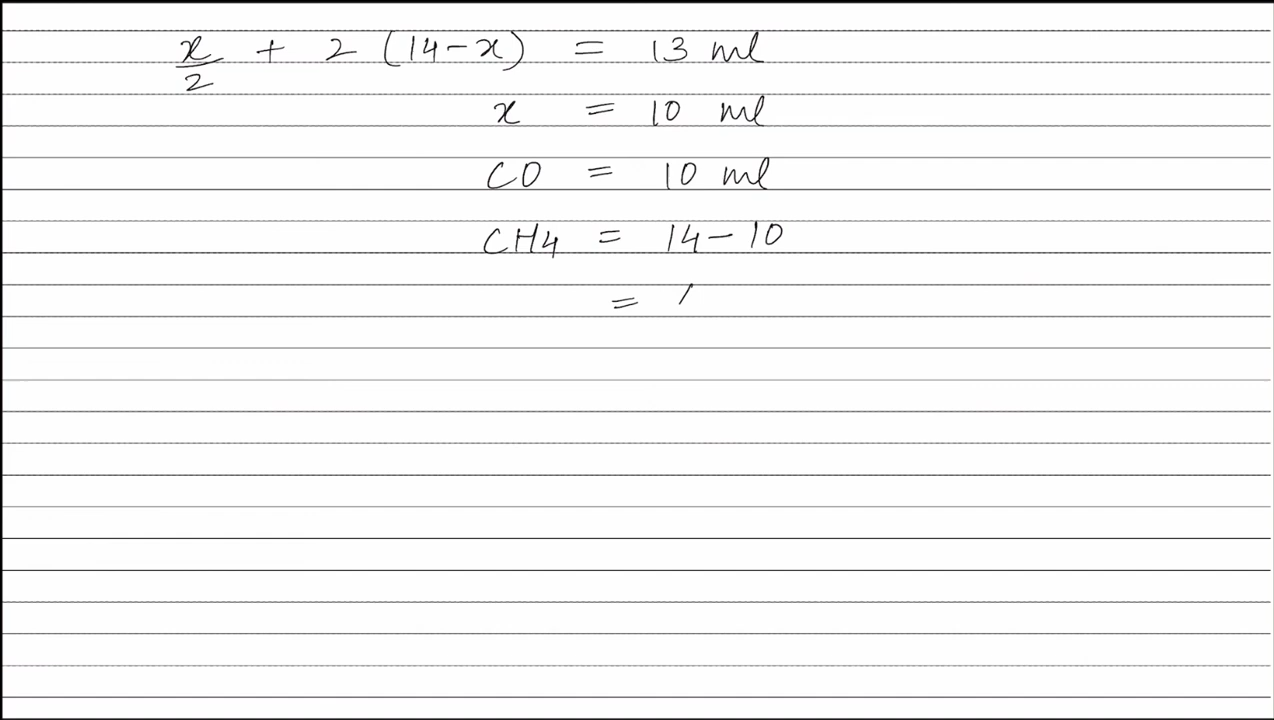 x/2 + 2 (14-x) = 13 ml
x = 10 ml
CO = 10 ml
CH4 = 14-10
=